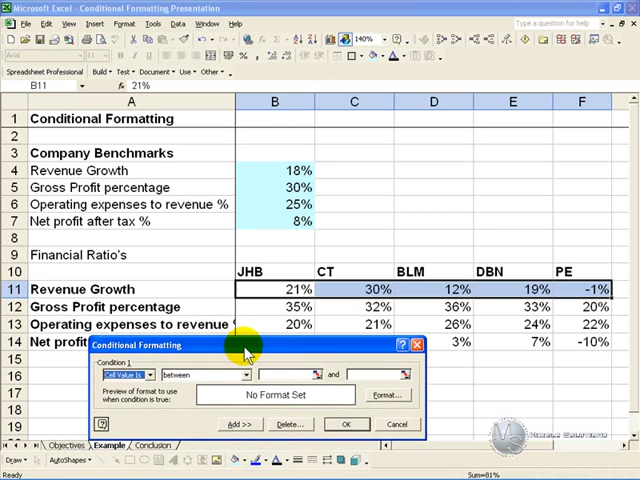 Microsoft Excel - Conditional Formatting Presentation
File Edit View Insert Format Tools Data Window Help
Type a question for help
140%
Arial
Spreadsheet Professional Build Test Document Use Other
B11 fx 21%
A B C D E F
1 Conditional Formatting
2
3 Company Benchmarks
4 Revenue Growth 18%
5 Gross Profit percentage 30%
6 Operating expenses to revenue % 25%
7 Net profit after tax % 8%
8
9 Financial Ratio's
10 JHB CT BLM DBN PE
11 Revenue Growth 21% 30% 12% 19% -1%
12 Gross Profit percentage 35% 32% 36% 33% 20%
13 Operating expenses to revenue 20% 21% 26% 24% 22%
14 Net prof 3% 7% -10%
Conditional Formatting
15
Condition 1
16
Cell Value Is between and
17
Preview of format to use when condition is true:
No Format Set
Format...
18
19
Add >> Delete... OK Cancel
Objectives Example Conclusion
Draw AutoShapes
Ready Sum=81%